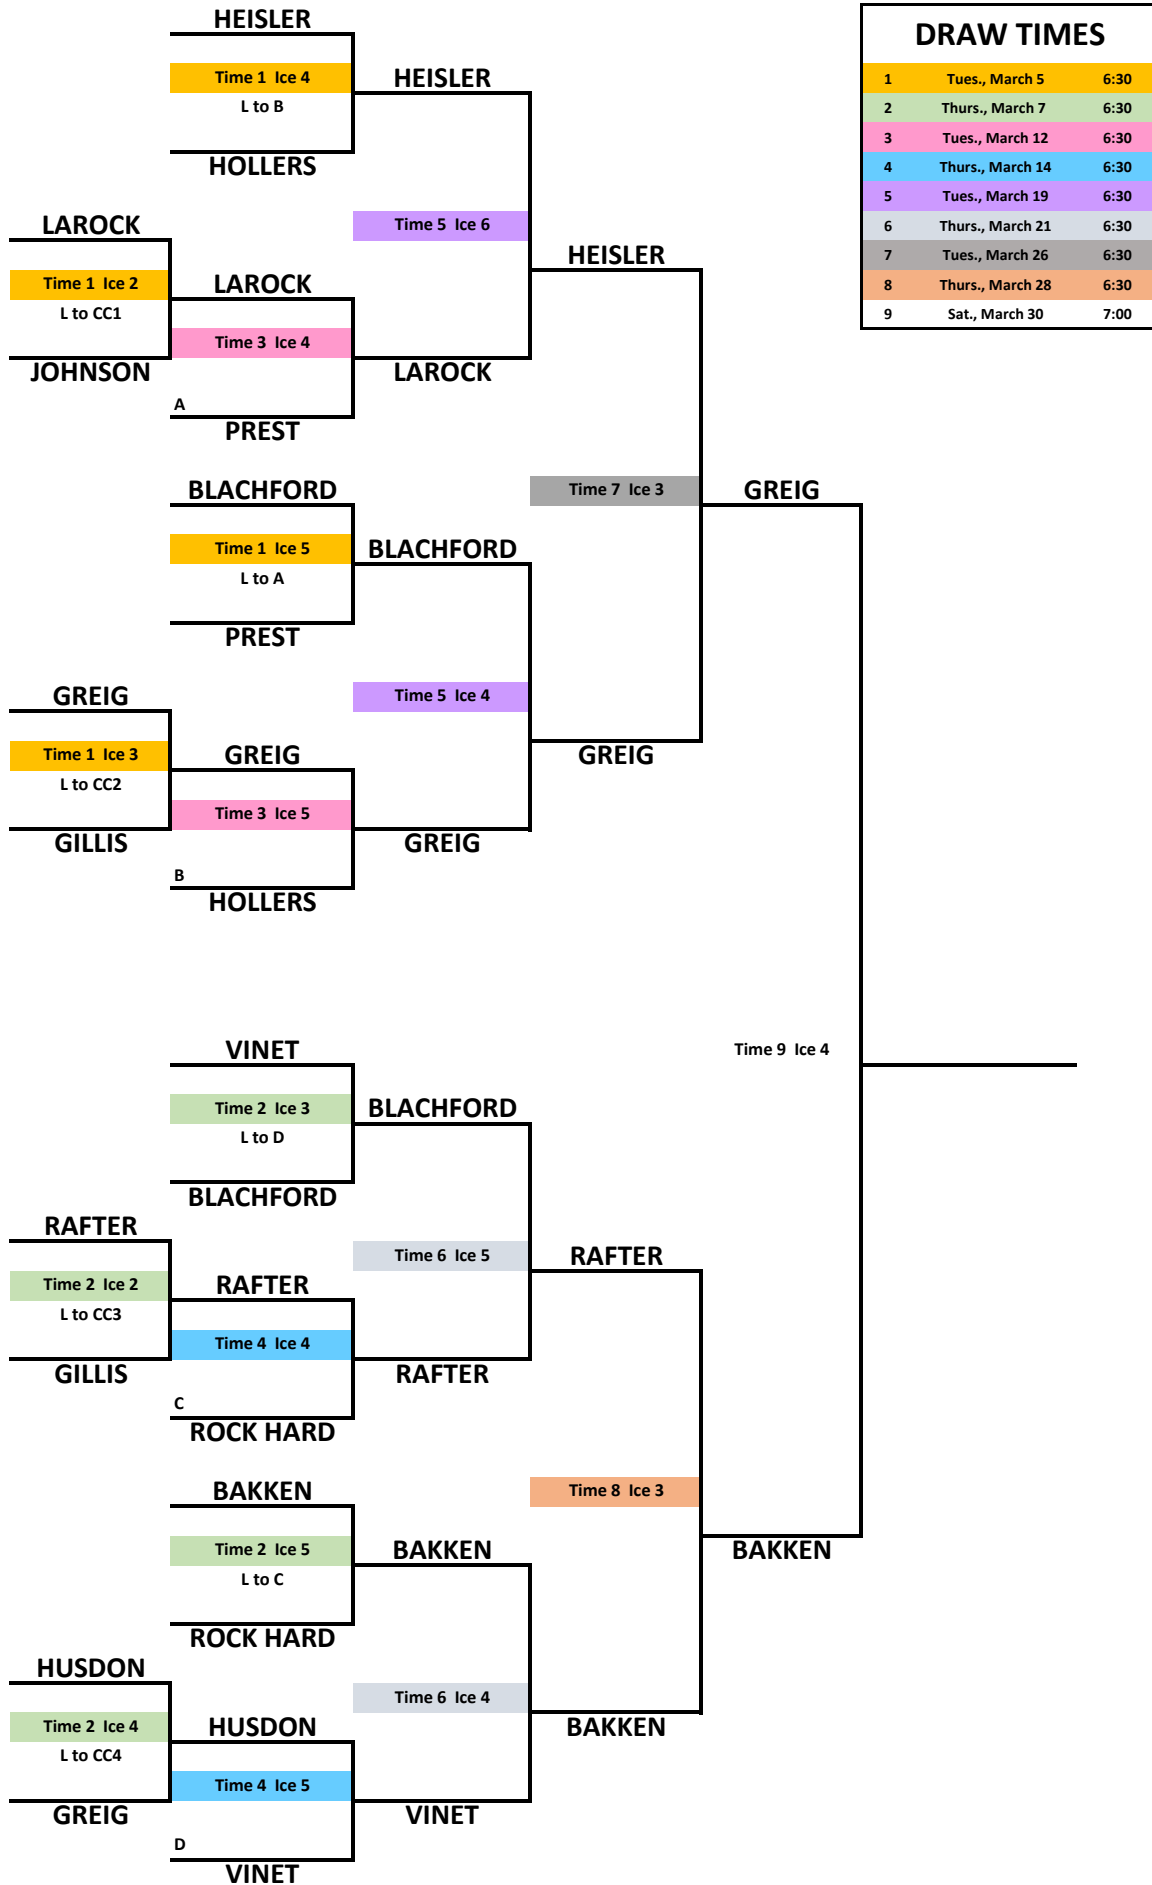 HEISLER
DRAW TIMES
Time 1 Ice 4
HEISLER
1 Tues., March 5 6:30
L to B
2 Thurs., March 7 6:30
3 Tues., March 12 6:30
HOLLERS
4 Thurs., March 14 6:30
5 Tues., March 19 6:30
LAROCK
Time 5 Ice 6
6 Thurs., March 21 6:30
HEISLER
7 Tues., March 26 6:30
Time 1 Ice 2
LAROCK
8 Thurs., March 28 6:30
L to CC1
9 Sat., March 30 7:00
Time 3 Ice 4
JOHNSON
LAROCK
A
PREST
BLACHFORD
Time 7 Ice 3
GREIG
Time 1 Ice 5
BLACHFORD
L to A
PREST
GREIG
Time 5 Ice 4
Time 1 Ice 3
GREIG
GREIG
L to CC2
Time 3 Ice 5
GILLIS
GREIG
B
HOLLERS
VINET
Time 9 Ice 4
Time 2 Ice 3
BLACHFORD
L to D
BLACHFORD
RAFTER
Time 6 Ice 5
RAFTER
Time 2 Ice 2
RAFTER
L to CC3
Time 4 Ice 4
GILLIS
RAFTER
C
ROCK HARD
BAKKEN
Time 8 Ice 3
Time 2 Ice 5
BAKKEN
BAKKEN
L to C
ROCK HARD
HUSDON
Time 6 Ice 4
Time 2 Ice 4
HUSDON
BAKKEN
L to CC4
Time 4 Ice 5
GREIG
VINET
D
VINET